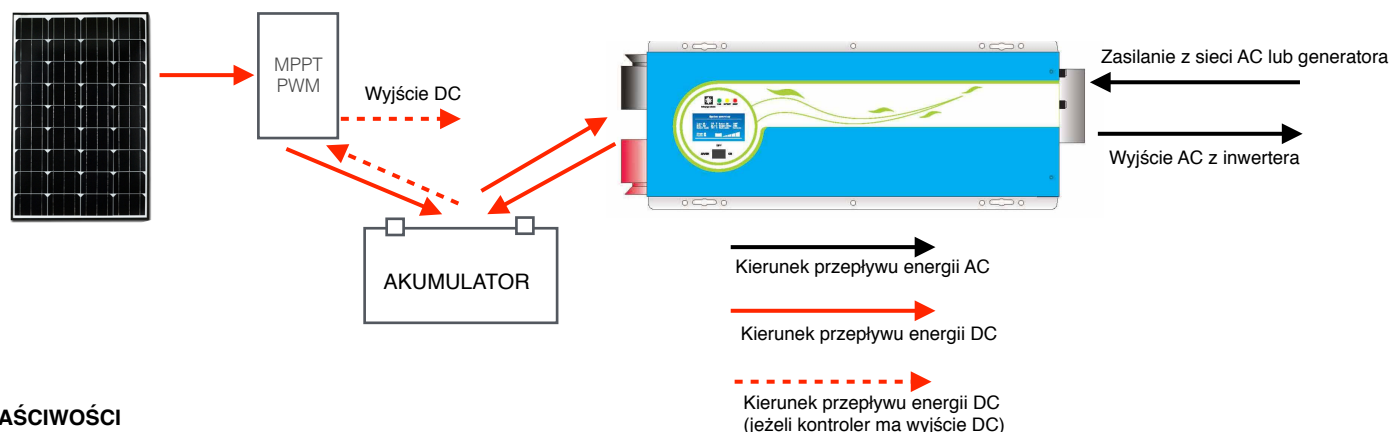 MPPT
PWM
Wyjście DC
Zasilanie z sieci AC lub generatora
Wyjście AC z inwertera
AKUMULATOR
Kierunek przepływu energii AC
Kierunek przepływu energii DC
Kierunek przepływu energii DC
(jeżeli kontroler ma wyjście DC)
AŚCIWOŚCI